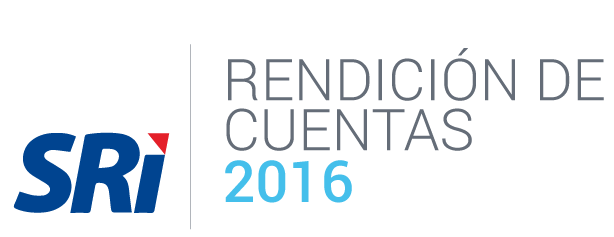 SRi
RENDICIÓN DE
CUENTAS
2016